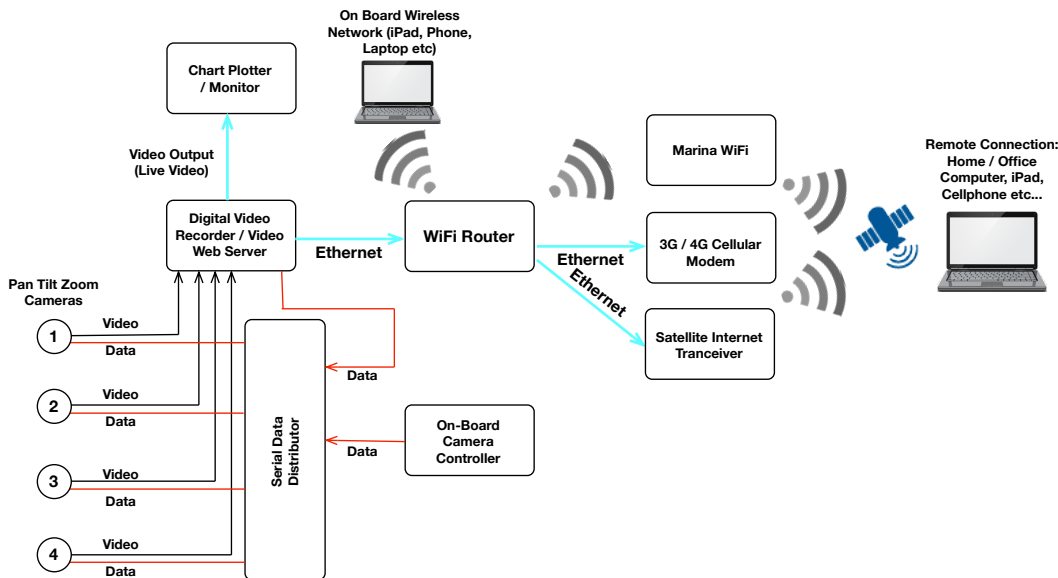 On Board Wireless
Network (iPad, Phone,
Laptop etc)
Chart Plotter
/ Monitor
Marina WiFi
Remote Connection:
Home / Office
Computer, iPad,
Cellphone etc...
Video Output
(Live Video)
Digital Video
Recorder / Video
Web Server
Ethernet
WiFi Router
Ethernet
3G / 4G Cellular
Modem
Ethernet
Satellite Internet
Tranceiver
Pan Tilt Zoom
Cameras
1
Video
Data
2
Video
Data
3
Video
Data
4
Video
Data
Serial Data
Distributor
Data
Data
On-Board
Camera
Controller